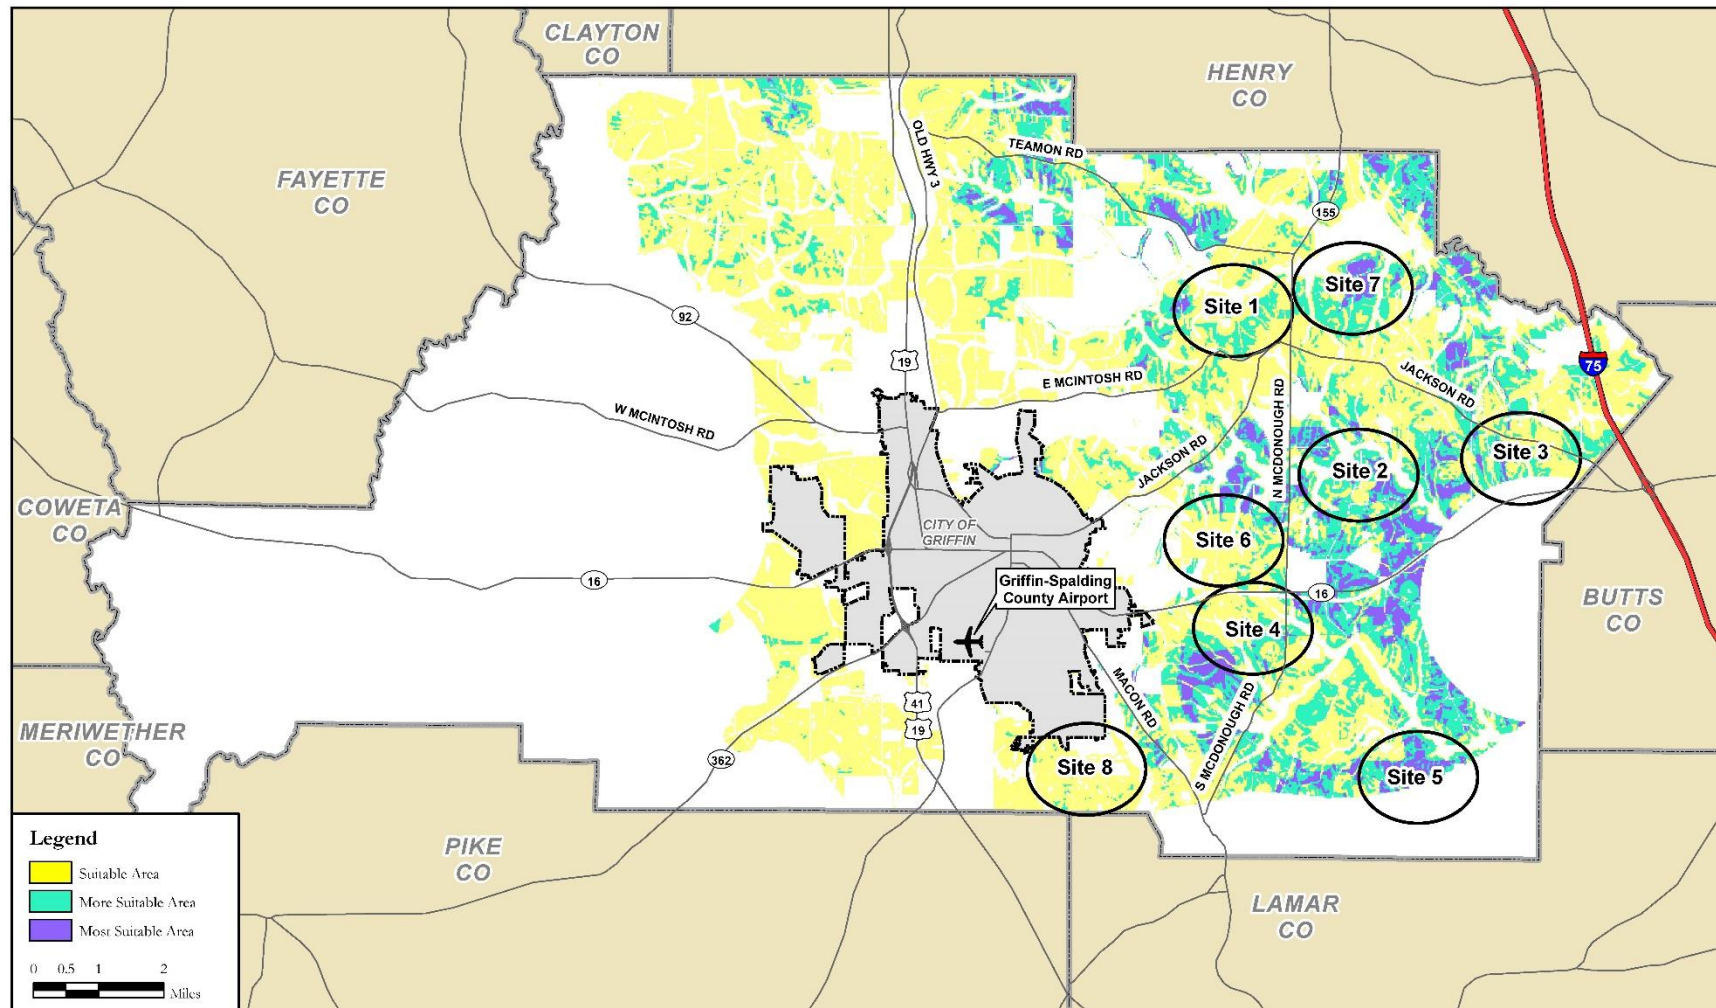 CLAYTON
CO
HENRY
CO
FAYETTE
CO
OLD HWY 3
TEAMON RD
155
Site 1
Site 7
92
19
75
E MCINTOSH RD
JACKSON RD
W MCINTOSH RD
N MCDONOUGH RD
JACKSON RD
Site 2
Site 3
COWETA
CO
CITY OF
GRIFFIN
Site 6
16
Griffin-Spalding
County Airport
16
BUTTS
CO
Site 4
MACON RD
S MCDONOUGH RD
41
19
MERIWETHER
CO
362
Site 8
Site 5
PIKE
CO
LAMAR
CO
Legend
Suitable Area
More Suitable Area
Most Suitable Area
0 0.5 1 2
Miles